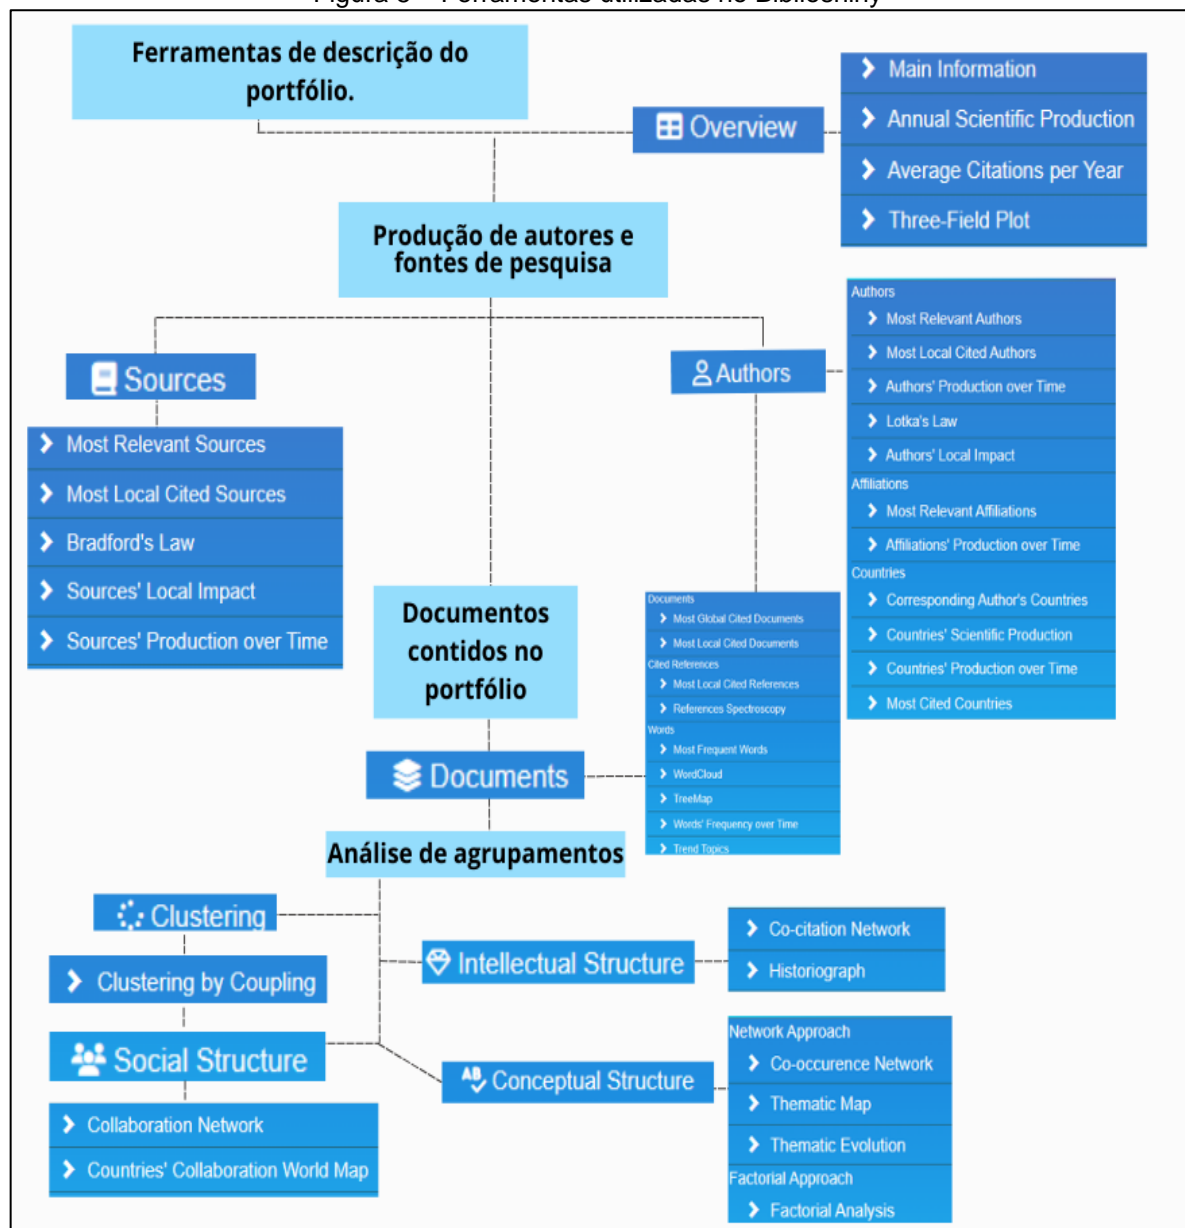 Figura 3 – Ferramentas utilizadas no Biblioshiny
Ferramentas de descrição do
portfólio.
Overview
Main Information
Annual Scientific Production
Average Citations per Year
Three-Field Plot
Produção de autores e
fontes de pesquisa
Sources
Most Relevant Sources
Most Local Cited Sources
Bradford's Law
Sources' Local Impact
Sources' Production over Time
Authors
Authors
Most Relevant Authors
Most Local Cited Authors
Authors' Production over Time
Lotka's Law
Authors' Local Impact
Affiliations
Most Relevant Affiliations
Affiliations' Production over Time
Countries
Corresponding Author's Countries
Countries' Scientific Production
Countries' Production over Time
Most Cited Countries
Documentos
contidos no
portfólio
Documents
Documents
Most Global Cited Documents
Most Local Cited Documents
Cited References
Most Local Cited References
References Spectroscopy
Words
Most Frequent Words
WordCloud
TreeMap
Words' Frequency over Time
Trend Topics
Análise de agrupamentos
Clustering
Clustering by Coupling
Social Structure
Collaboration Network
Countries' Collaboration World Map
Intellectual Structure
Co-citation Network
Historiograph
AB Conceptual Structure
Network Approach
Co-occurence Network
Thematic Map
Thematic Evolution
Factorial Approach
Factorial Analysis